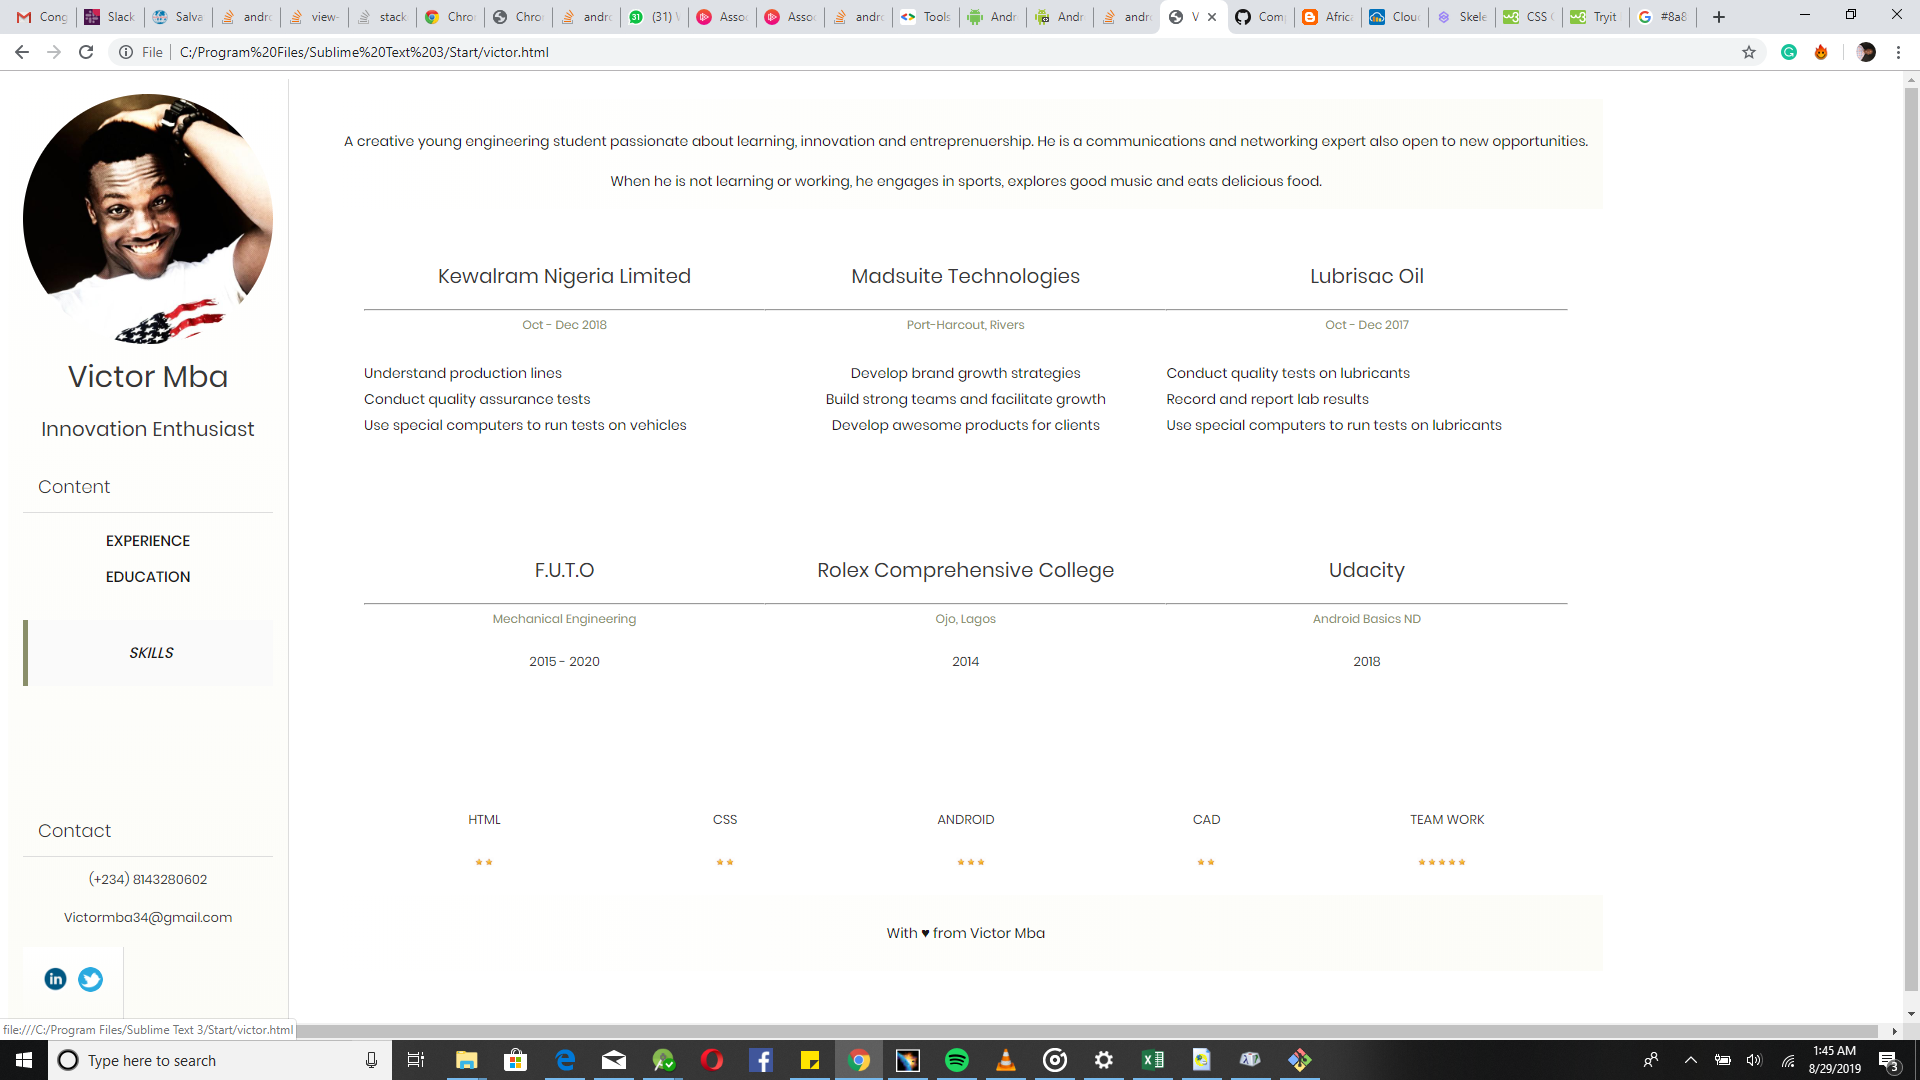 Cong
Slack
Salva
andro
view-
stack
Chro
Chro
andro
(31) W
Asso
Asso
andro
Tools
Andr
Andr
andro
V
Com
Africa
Clou
Skele
CSS
Tryit
#8a8
File
C:/Program%20Files/Sublime%20Text%203/Start/victor.html
Victor Mba
Innovation Enthusiast
Content
EXPERIENCE
EDUCATION
SKILLS
Contact
(+234) 8143280602
Victormba34@gmail.com
in
A creative young engineering student passionate about learning, innovation and entreprenuership. He is a communications and networking expert also open to new opportunities.
When he is not learning or working, he engages in sports, explores good music and eats delicious food.
Kewalram Nigeria Limited
Oct - Dec 2018
Understand production lines
Conduct quality assurance tests
Use special computers to run tests on vehicles
Madsuite Technologies
Port-Harcout, Rivers
Develop brand growth strategies
Build strong teams and facilitate growth
Develop awesome products for clients
Lubrisac Oil
Oct - Dec 2017
Conduct quality tests on lubricants
Record and report lab results
Use special computers to run tests on lubricants
F.U.T.O
Mechanical Engineering
2015 - 2020
Rolex Comprehensive College
Ojo, Lagos
2014
Udacity
Android Basics ND
2018
HTML
CSS
ANDROID
CAD
TEAM WORK
With ♥ from Victor Mba
file:///C:/Program Files/Sublime Text 3/Start/victor.html
Type here to search
1:45 AM
8/29/2019
3